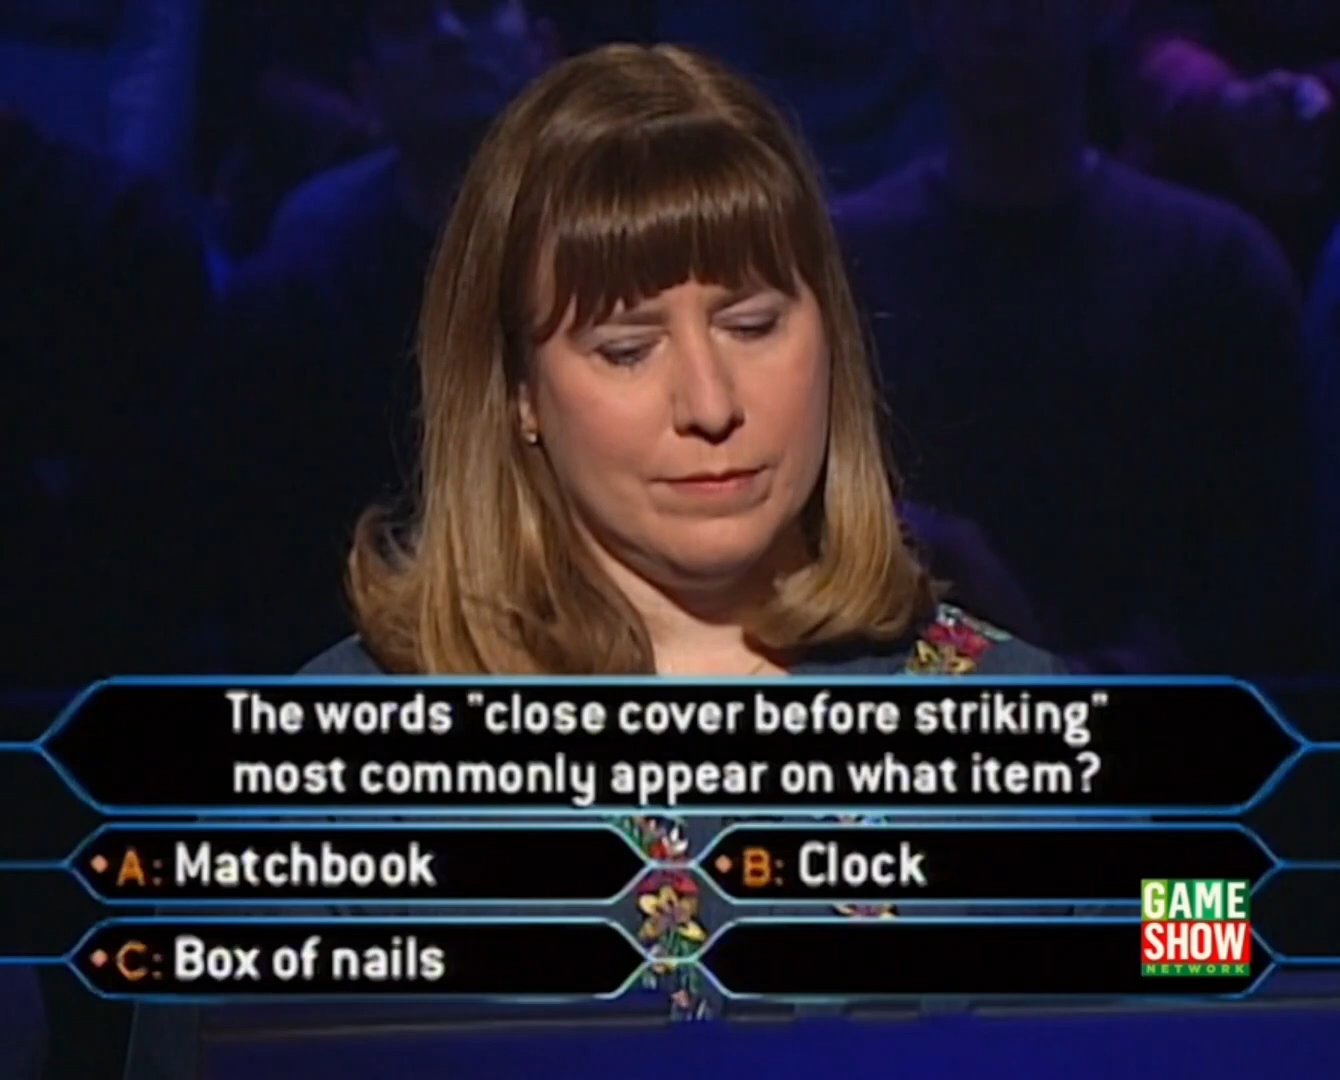 The words "close cover before striking"
most commonly appear on what item?
A: Matchbook
B: Clock
C: Box of nails
GAME
SHOW
NETWORK